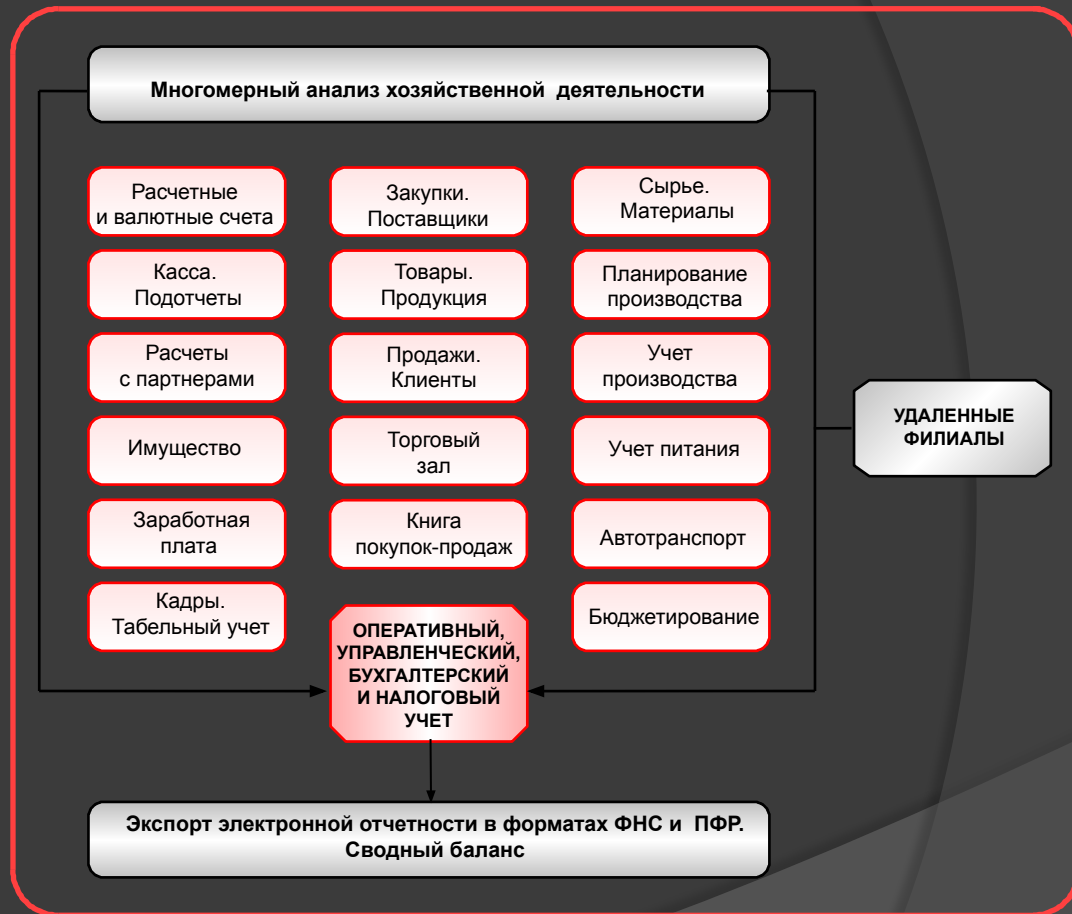 Многомерный анализ хозяйственной деятельности
Расчетные
и валютные счета
Закупки.
Поставщики
Сырье.
Материалы
Касса.
Подотчеты
Товары.
Продукция
Планирование
производства
Расчеты
с партнерами
Продажи.
Клиенты
Учет
производства
УДАЛЕННЫЕ
ФИЛИАЛЫ
Имущество
Торговый
зал
Учет питания
Заработная
плата
Книга
покупок-продаж
Автотранспорт
Кадры.
Табельный учет
Бюджетирование
ОПЕРАТИВНЫЙ,
УПРАВЛЕНЧЕСКИЙ,
БУХГАЛТЕРСКИЙ
И НАЛОГОВЫЙ
УЧЕТ
Экспорт электронной отчетности в форматах ФНС и ПФР.
Сводный баланс